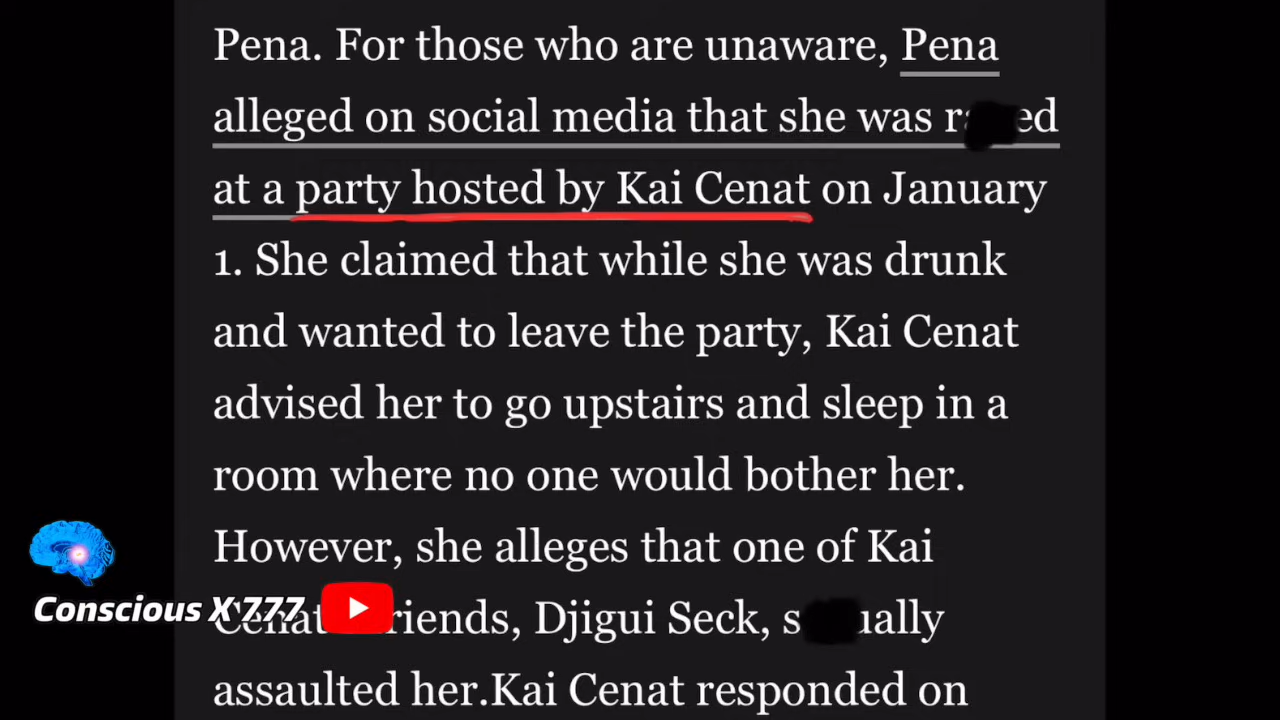 Pena. For those who are unaware, Pena
alleged on social media that she was
at a party hosted by Kai Cenat on January
1. She claimed that while she was drunk
and wanted to leave the party, Kai Cenat
advised her to go upstairs and sleep in a
room where no one would bother her.
However, she alleges that one of Kai
Conscious X 777
Djigui Seck,
assaulted her.Kai Cenat responded on